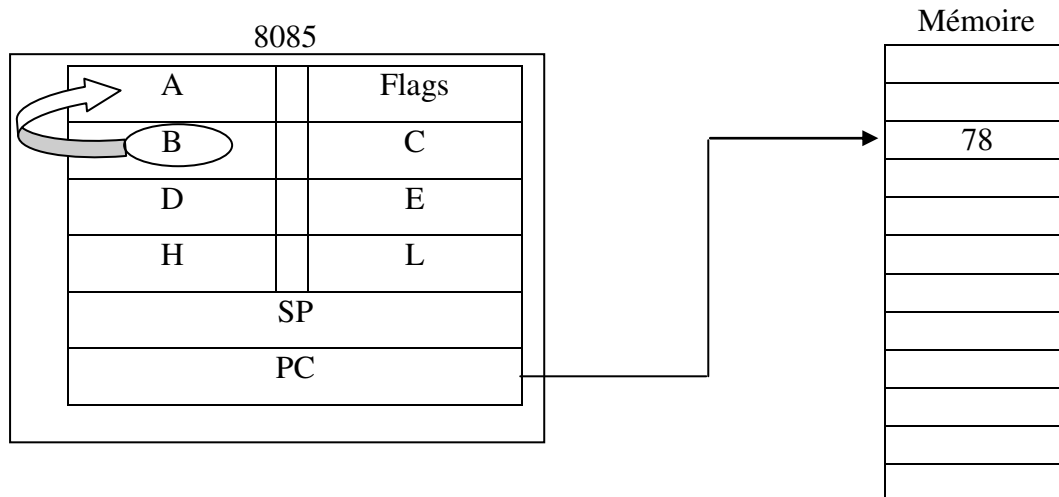 Mémoire
8085
A Flags
B C
78
D E
H L
SP
PC